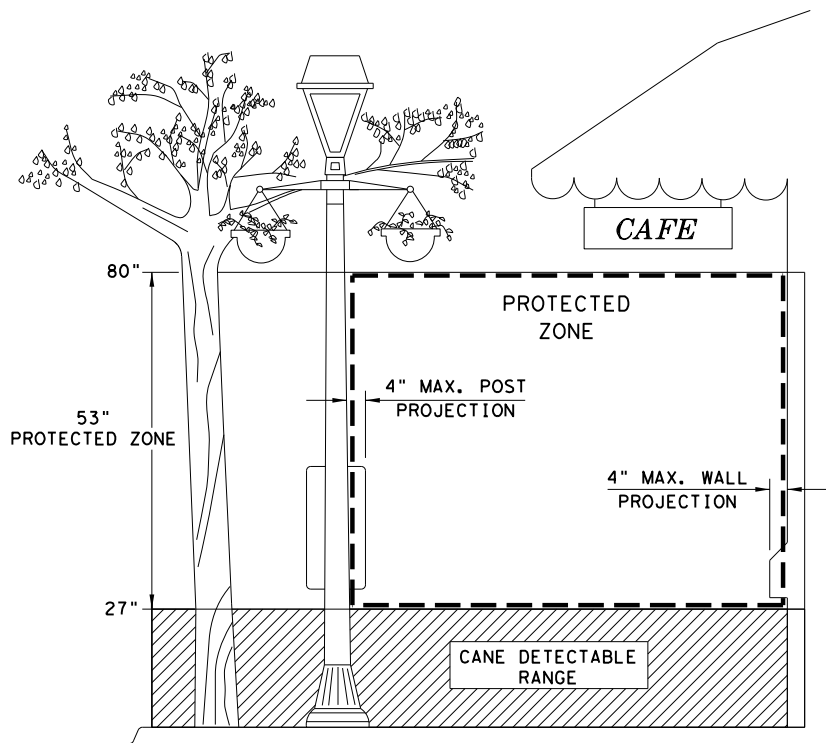 CAFE
80"
PROTECTED
ZONE
4" MAX. POST
PROJECTION
53"
PROTECTED ZONE
4" MAX. WALL
PROJECTION
27"
CANE DETECTABLE
RANGE